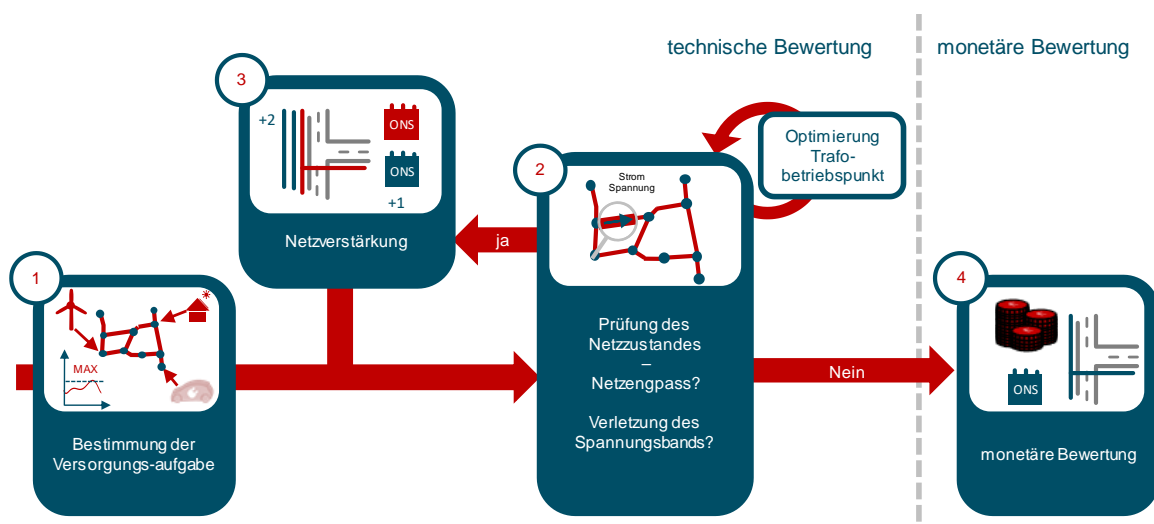 technische Bewertung
monetäre Bewertung
3
+2
ONS
ONS
+1
Netzverstärkung
ja
2
Strom
Spannung
Optimierung
Trafo-
betriebspunkt
1
MAX
Bestimmung der
Versorgungs-aufgabe
Prüfung des
Netzzustandes
–
Netzengpass?
Verletzung des
Spannungsbands?
Nein
4
ONS
monetäre Bewertung